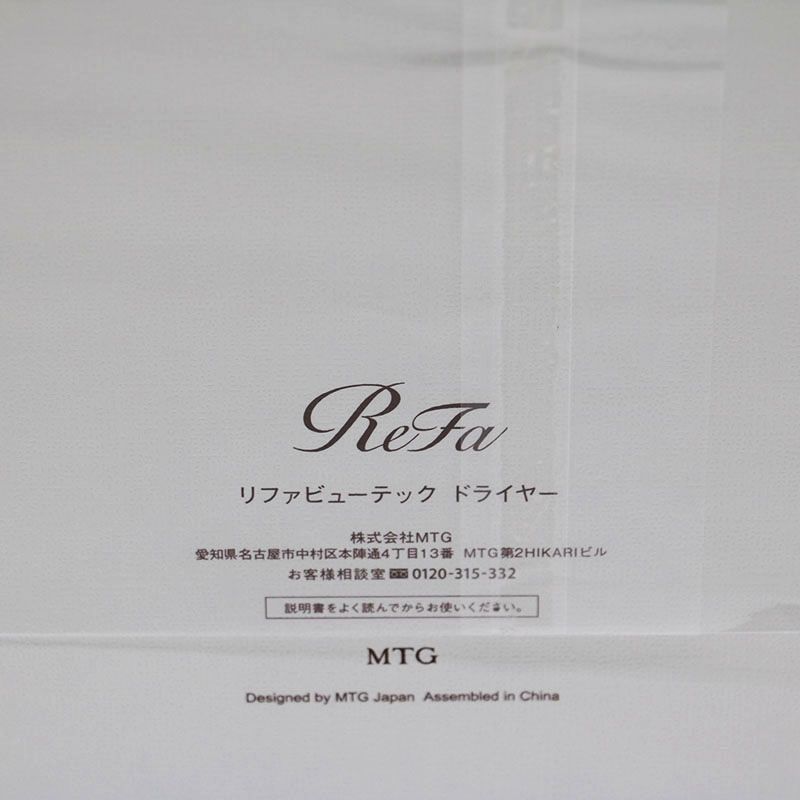 ReFa
リファビューテック ドライヤー
株式会社MTG
愛知県名古屋市中村区本陣通4丁目13番 MTG第2HIKARIビル
お客様相談室 0120-315-332
説明書をよく読んでからお使いください。
MTG
Designed by MTG Japan Assembled in China